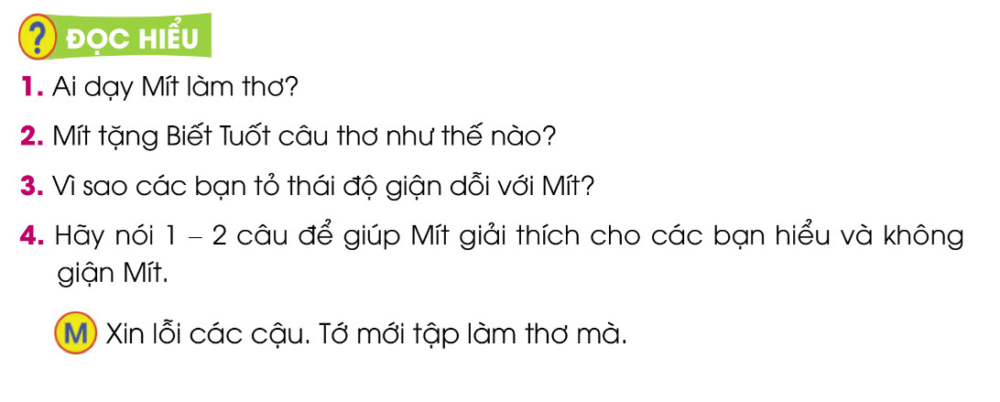 ? ĐỌC HIỂU
1. Ai dạy Mít làm thơ?
2. Mít tặng Biết Tuốt câu thơ như thế nào?
3. Vì sao các bạn tỏ thái độ giận dỗi với Mít?
4. Hãy nói 1 – 2 câu để giúp Mít giải thích cho các bạn hiểu và không
giận Mít.
M Xin lỗi các cậu. Tớ mới tập làm thơ mà.